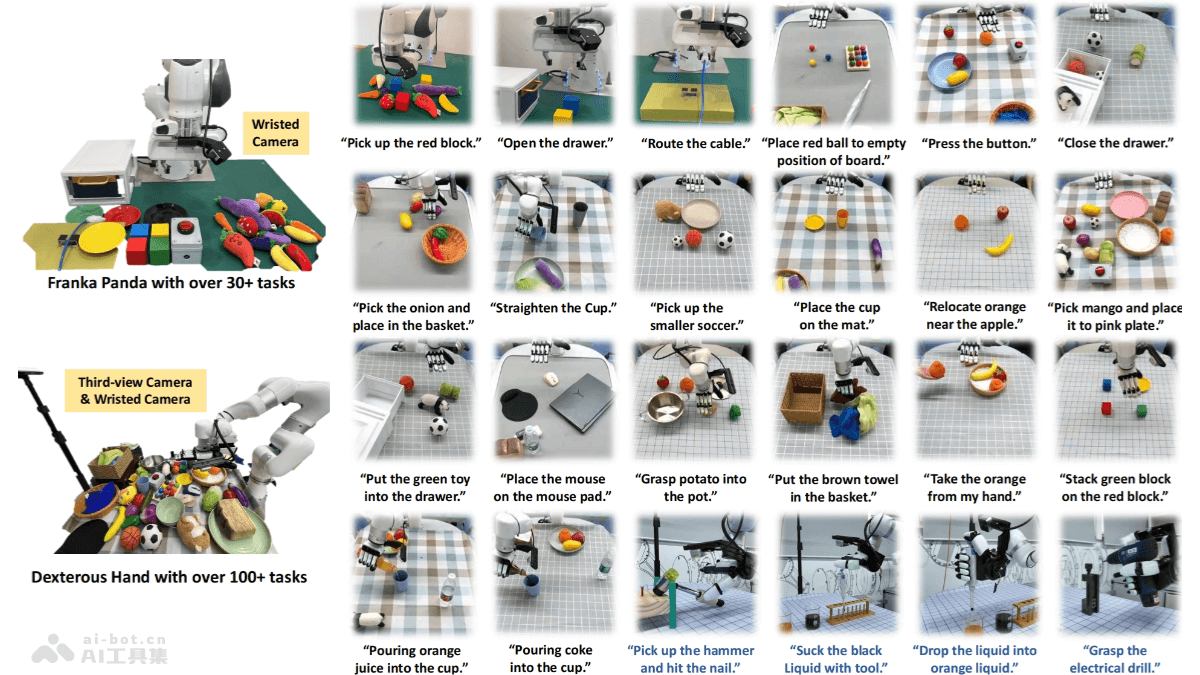 Wristed
Camera
Franka Panda with over 30+ tasks
Third-view Camera
& Wristed Camera
Dexterous Hand with over 100+ tasks
“Pick up the red block.”
“Open the drawer.”
“Route the cable.”
“Place red ball to empty
position of board.”
“Press the button.”
“Close the drawer.”
“Pick the onion and
place in the basket.”
“Straighten the Cup.”
“Pick up the
smaller soccer.”
“Place the cup
on the mat.”
“Relocate orange
near the apple.”
“Pick mango and place
it to pink plate.”
“Put the green toy
into the drawer.”
“Place the mouse
on the mouse pad.”
“Grasp potato into
the pot.”
“Put the brown towel
in the basket.”
“Take the orange
from my hand.”
“Stack green block
on the red block.”
“Pouring orange
juice into the cup.”
“Pouring coke
into the cup.”
“Pick up the hammer
and hit the nail.”
“Suck the black
Liquid with tool.”
“Drop the liquid into
orange liquid.”
“Grasp the
electrical drill.”
ai-bot.cn
AI工具集